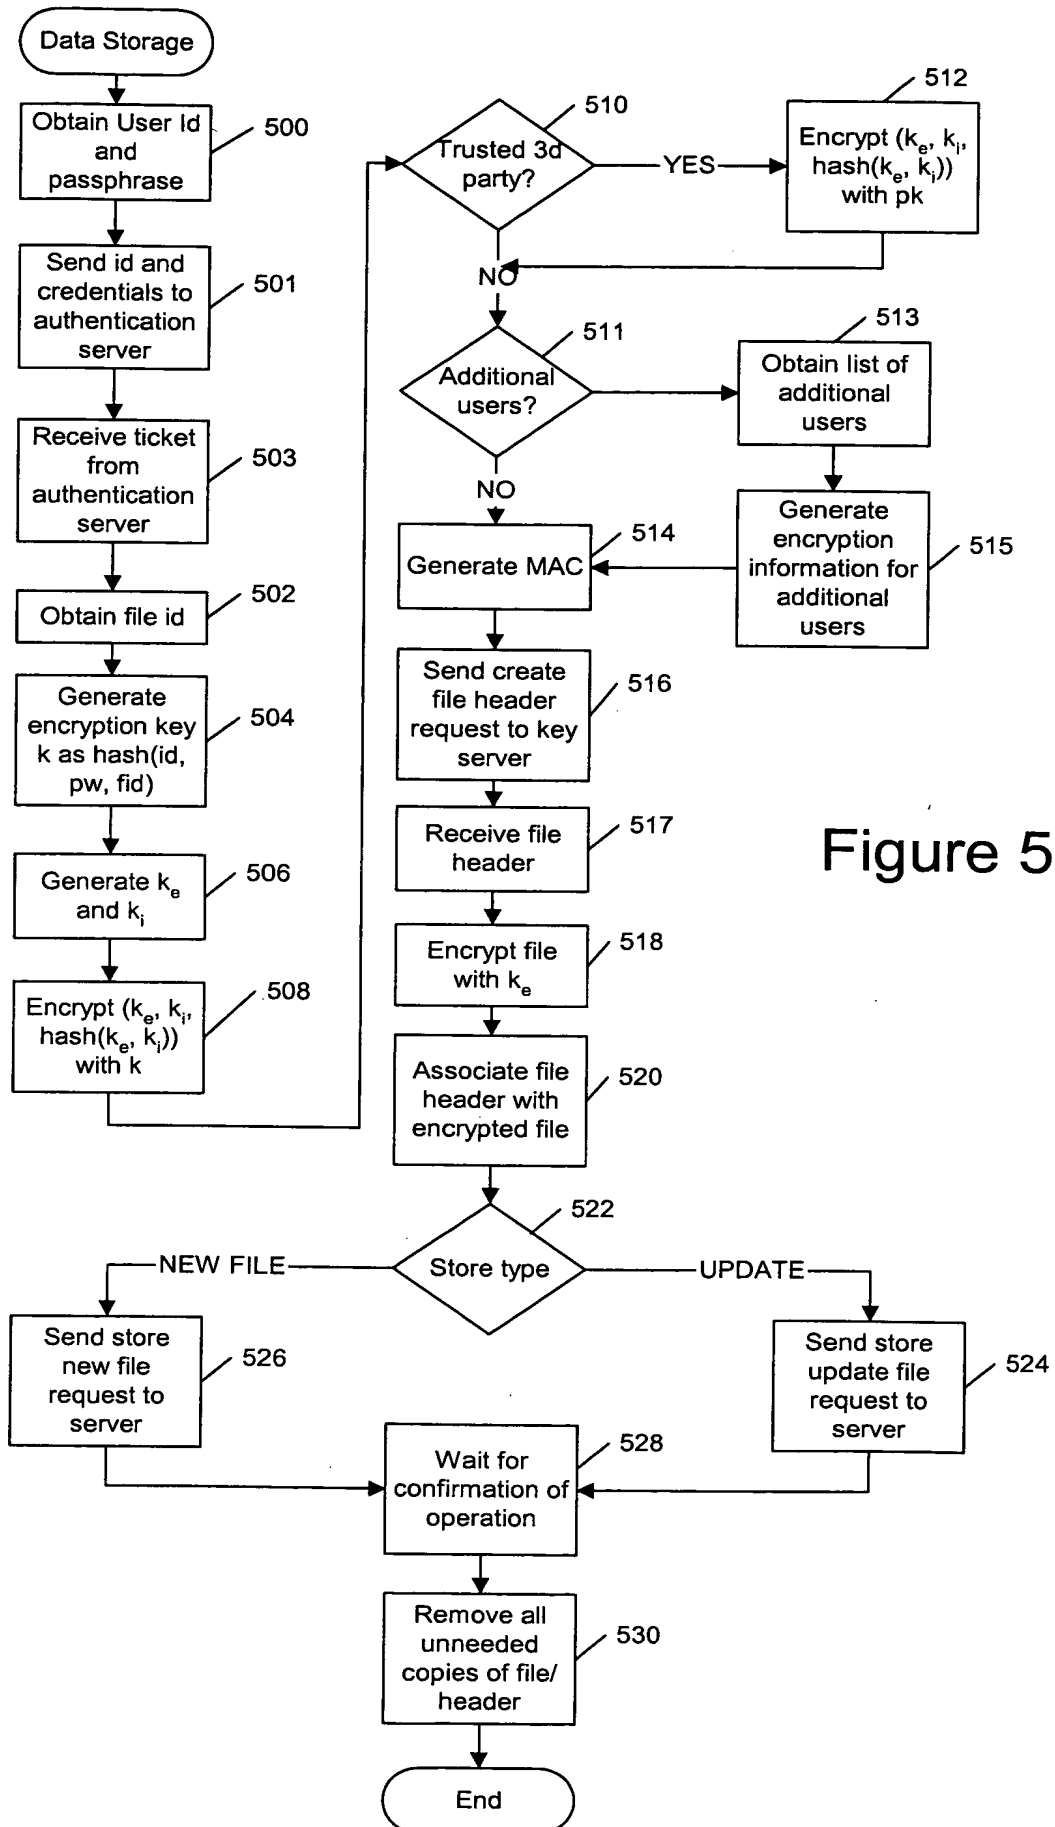 Data Storage
Obtain User Id
and
passphrase
500
Send id and
credentials to
authentication
server
501
Receive ticket
from
authentication
server
503
Obtain file id
502
Generate
encryption key
k as hash(id,
pw, fid)
504
Generate ke
and ki
506
Encrypt (ke, ki,
hash(ke, ki))
with k
508
Trusted 3d
party?
510
YES
Encrypt (ke, ki,
hash(ke, ki))
with pk
512
NO
Additional
users?
511
Obtain list of
additional
users
513
Generate
encryption
information for
additional
users
515
NO
Generate MAC
514
Send create
file header
request to key
server
516
Receive file
header
517
Encrypt file
with ke
518
Associate file
header with
encrypted file
520
Figure 5
Store type
522
NEW FILE
UPDATE
Send store
new file
request to
server
526
Send store
update file
request to
server
524
Wait for
confirmation of
operation
528
Remove all
unneeded
copies of file/
header
530
End